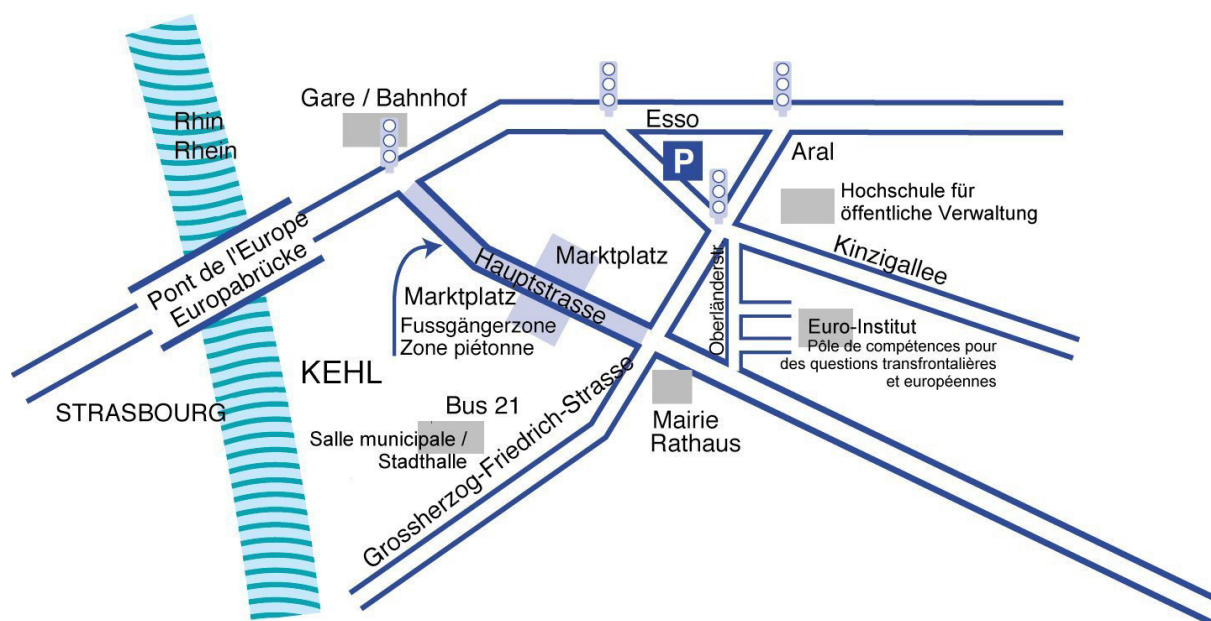 Gare / Bahnhof
Rhin
Rhein
Esso
P
Aral
Hochschule für
öffentliche Verwaltung
Pont de l'Europe
Europabrücke
Marktplatz
Hauptstrasse
Kinzigallee
Oberländerstr.
Marktplatz
Fussgängerzone
Zone piétonne
Euro-Institut
Pôle de compétences pour
des questions transfrontalières
et européennes
KEHL
STRASBOURG
Bus 21
Salle municipale /
Stadthalle
Mairie
Rathaus
Grossherzog-Friedrich-Strasse